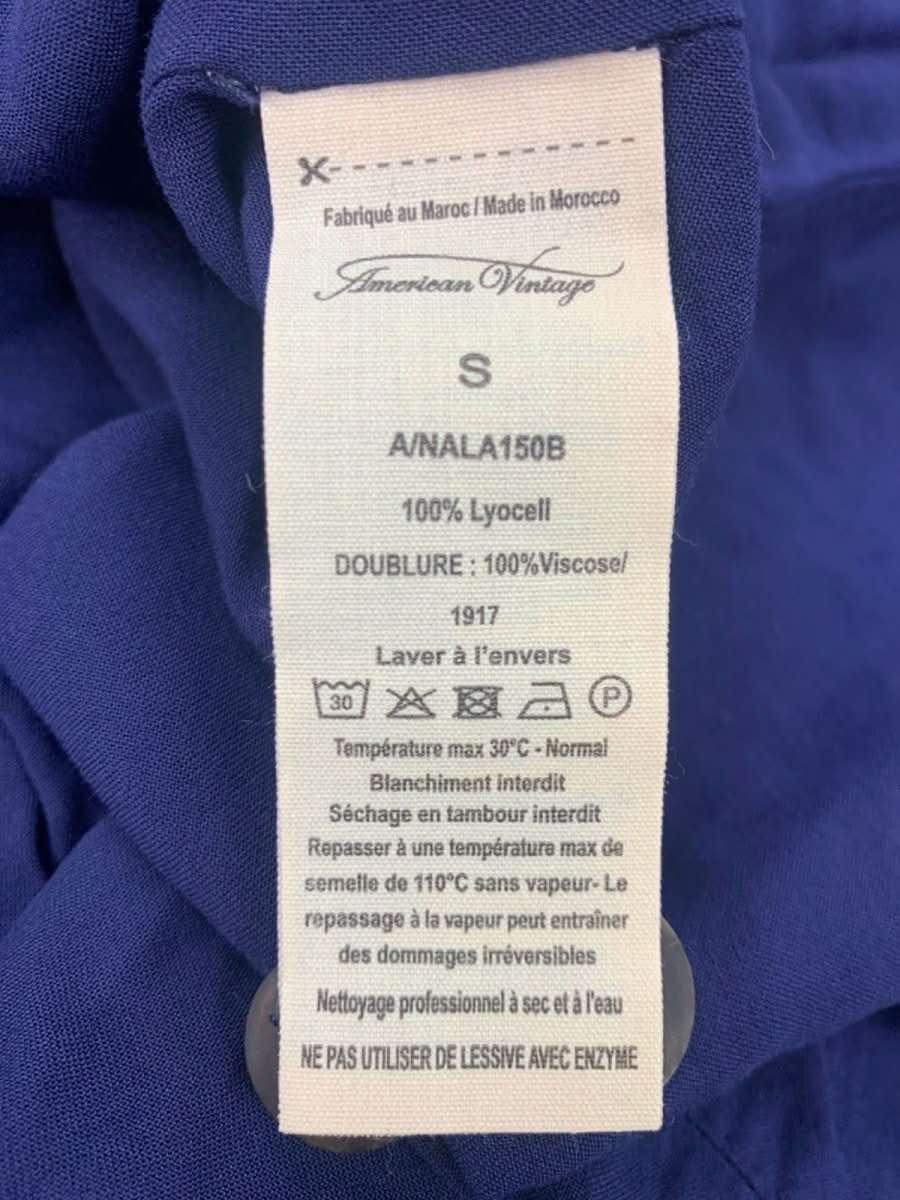 Fabriqué au Maroc / Made in Morocco
American Vintage
S
A/NALA150B
100% Lyocell
DOUBLURE : 100%Viscose/
1917
Laver à l'envers
30 P
Température max 30°C - Normal
Blanchiment interdit
Séchage en tambour interdit
Repasser à une température max de
semelle de 110°C sans vapeur- Le
repassage à la vapeur peut entraîner
des dommages irréversibles
Nettoyage professionnel à sec et à l'eau
NE PAS UTILISER DE LESSIVE AVEC ENZYME